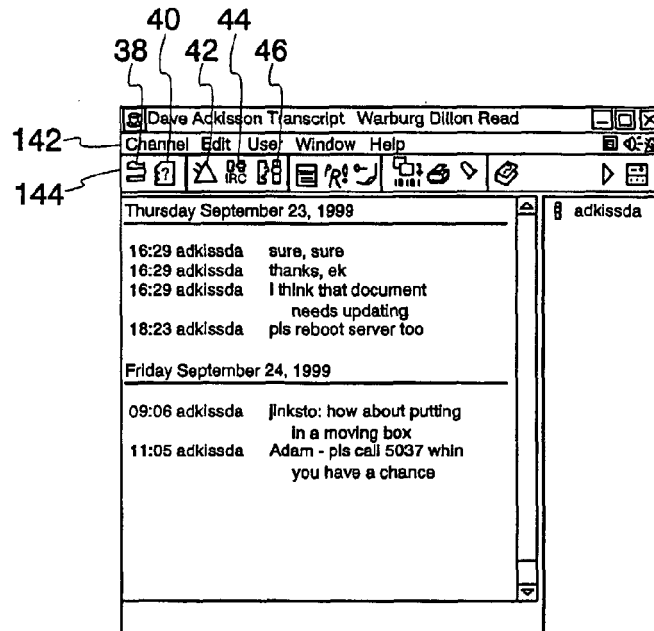 40 44
38 42 46
Dave Adkisson Transcript Warburg Dillon Read
142 Channel Edit User Window Help
144 ? IRC
Thursday September 23, 1999 adkissda
16:29 adkissda sure, sure
16:29 adkissda thanks, ek
16:29 adkissda I think that document
needs updating
18:23 adkissda pls reboot server too
Friday September 24, 1999
09:06 adkissda jinksto: how about putting
in a moving box
11:05 adkissda Adam - pls call 5037 whin
you have a chance